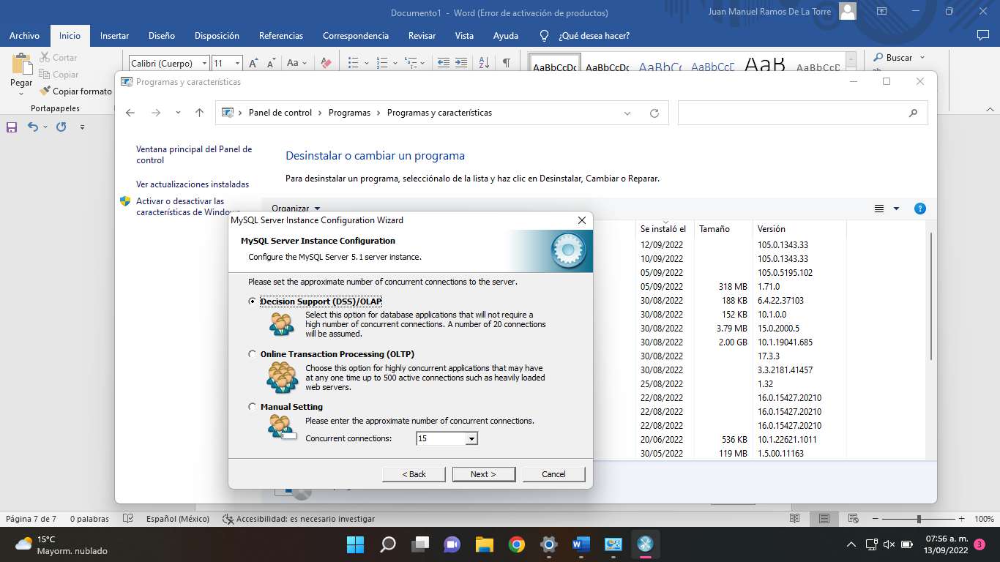 Documento1 - Word (Error de activación de productos)
Juan Manuel Ramos De La Torre
Archivo Inicio Insertar Diseño Disposición Referencias Correspondencia Revisar Vista Ayuda ¿Qué desea hacer?
Pegar
Cortar
Copiar
Copiar formato
Portapapeles
Calibri (Cuerpo) 11
Aa
AaBbCcDc AaBbCcDc AaBbC AaBbCcD AaB AaBbCcD
Buscar
Programas y características
Panel de control > Programas > Programas y características
Ventana principal del Panel de
control
Ver actualizaciones instaladas
Activar o desactivar las
características de Windows
Desinstalar o cambiar un programa
Para desinstalar un programa, selecciónalo de la lista y haz clic en Desinstalar, Cambiar o Reparar.
Organizar
Se instaló el Tamaño Versión
12/09/2022 105.0.1343.33
10/09/2022 105.0.1343.33
05/09/2022 105.0.5195.102
05/09/2022 318 MB 1.71.0
30/08/2022 188 KB 6.4.22.37103
30/08/2022 152 KB 10.1.0.0
30/08/2022 3.79 MB 15.0.2000.5
30/08/2022 2.00 GB 10.1.19041.685
30/08/2022 17.3.3
30/08/2022 3.3.2181.41457
25/08/2022 1.32
22/08/2022 16.0.15427.20210
22/08/2022 16.0.15427.20210
22/08/2022 16.0.15427.20210
20/06/2022 536 KB 10.1.22621.1011
30/05/2022 119 MB 1.5.00.11163
MySQL Server Instance Configuration Wizard
MySQL Server Instance Configuration
Configure the MySQL Server 5.1 server instance.
Please set the approximate number of concurrent connections to the server.
Decision Support (DSS)/OLAP
Select this option for database applications that will not require a
high number of concurrent connections. A number of 20 connections
will be assumed.
Online Transaction Processing (OLTP)
Choose this option for highly concurrent applications that may have
at any one time up to 500 active connections such as heavily loaded
web servers.
Manual Setting
Please enter the approximate number of concurrent connections.
Concurrent connections: 15
< Back Next > Cancel
Página 7 de 7 0 palabras Español (México) Accesibilidad: es necesario investigar 100%
15°C
Mayorm. nublado
07:56 a. m.
13/09/2022
3